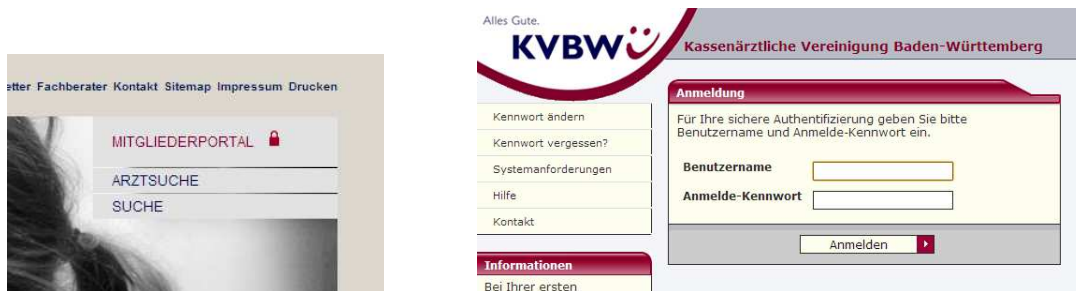 etter Fachberater Kontakt Sitemap Impressum Drucken
MITGLIEDERPORTAL
ARZTSUCHE
SUCHE
Alles Gute.
KVBW
Kassenärztliche Vereinigung Baden-Württemberg
Kennwort ändern
Kennwort vergessen?
Systemanforderungen
Hilfe
Kontakt
Informationen
Bei Ihrer ersten
Anmeldung
Für Ihre sichere Authentifizierung geben Sie bitte
Benutzername und Anmelde-Kennwort ein.
Benutzername
Anmelde-Kennwort
Anmelden